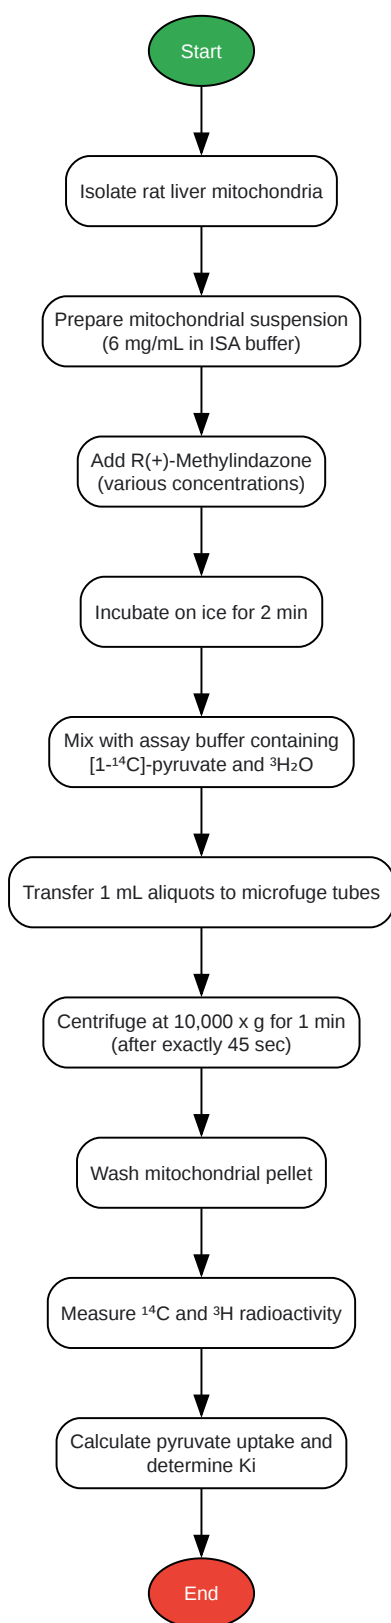 Start
Isolate rat liver mitochondria
Prepare mitochondrial suspension
(6 mg/mL in ISA buffer)
Add R(+)-Methylindazone
(various concentrations)
Incubate on ice for 2 min
Mix with assay buffer containing
[1-¹⁴C]-pyruvate and ³H₂O
Transfer 1 mL aliquots to microfuge tubes
Centrifuge at 10,000 x g for 1 min
(after exactly 45 sec)
Wash mitochondrial pellet
Measure ¹⁴C and ³H radioactivity
Calculate pyruvate uptake and
determine Ki
End